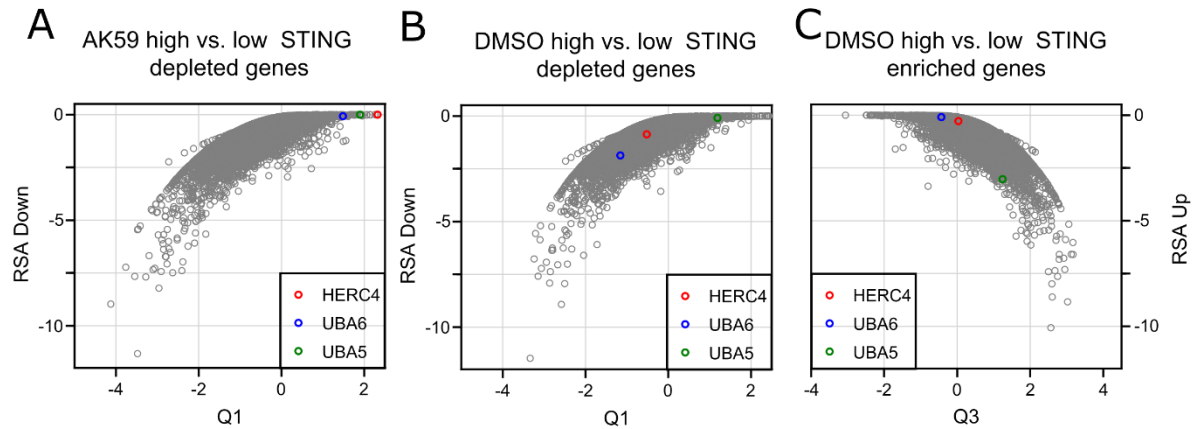 A
AK59 high vs. low STING
depleted genes
RSA Down
0
-5
-10
-4
-2
0
2
Q1
HERC4
UBA6
UBA5
B
DMSO high vs. low STING
depleted genes
RSA Down
0
-5
-10
-4
-2
0
2
Q1
HERC4
UBA6
UBA5
C
DMSO high vs. low STING
enriched genes
RSA Up
0
-5
-10
-4
-2
0
2
4
Q3
HERC4
UBA6
UBA5